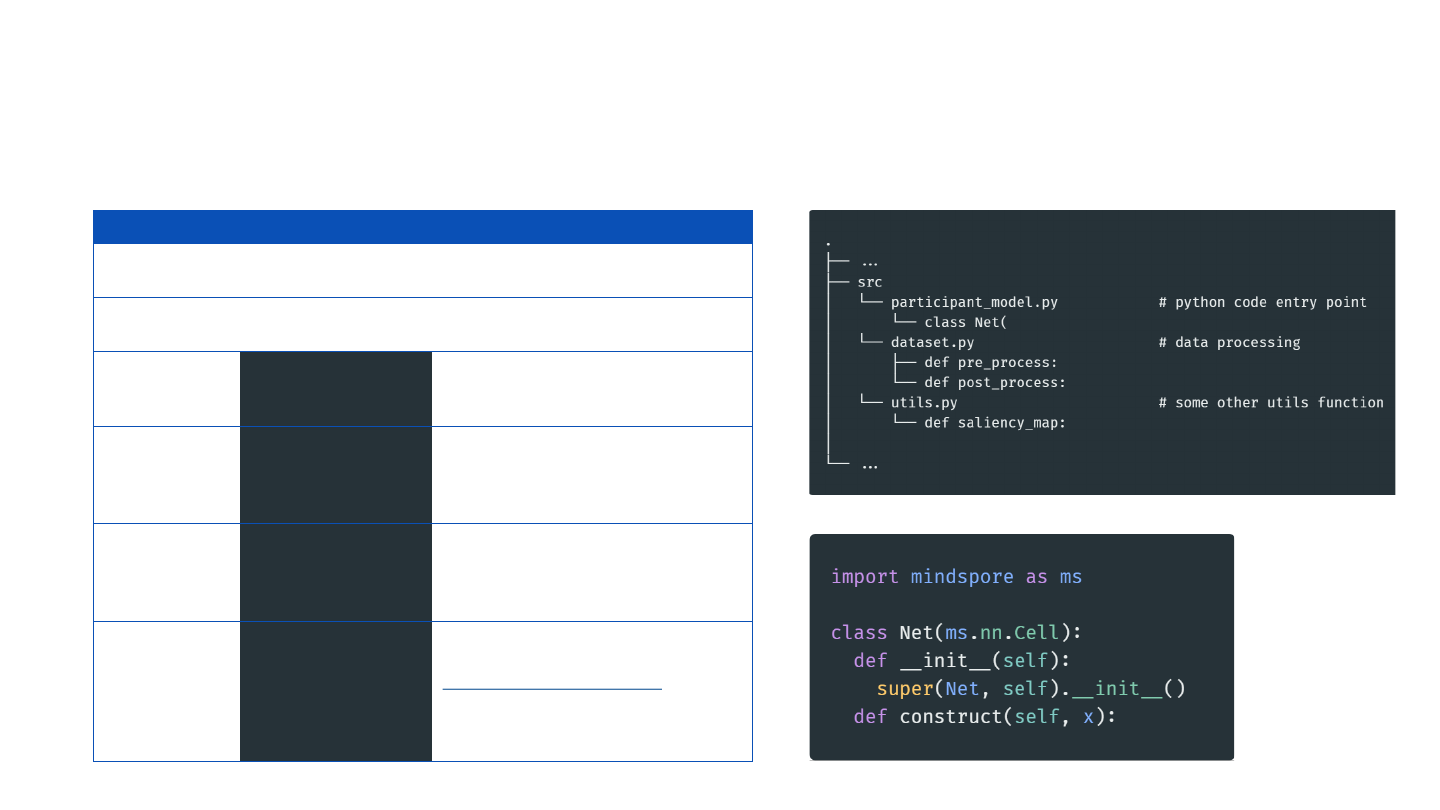 .
├── ...
├── src
│   └── participant_model.py            # python code entry point
│       └── class Net(
│   └── dataset.py                      # data processing
│       ├── def pre_process:
│       └── def post_process:
│   └── utils.py                        # some other utils function
│       └── def saliency_map:
│
└── ...
import mindspore as ms
class Net(ms.nn.Cell):
  def __init__(self):
    super(Net, self).__init__()
  def construct(self, x):